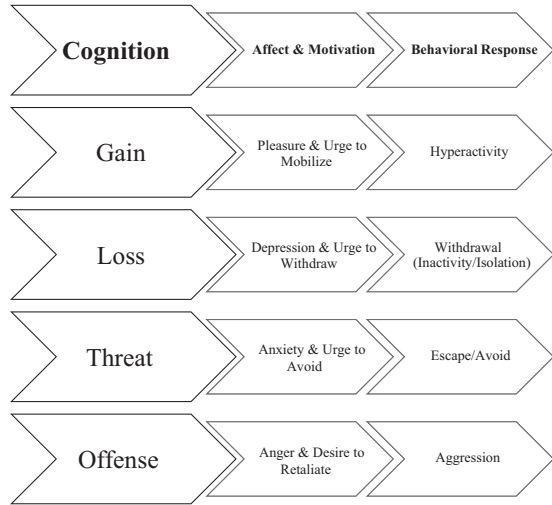 Cognition
Affect & Motivation
Behavioral Response
Gain
Pleasure & Urge to
Mobilize
Hyperactivity
Loss
Depression & Urge to
Withdraw
Withdrawal
(Inactivity/Isolation)
Threat
Anxiety & Urge to
Avoid
Escape/Avoid
Offense
Anger & Desire to
Retaliate
Aggression